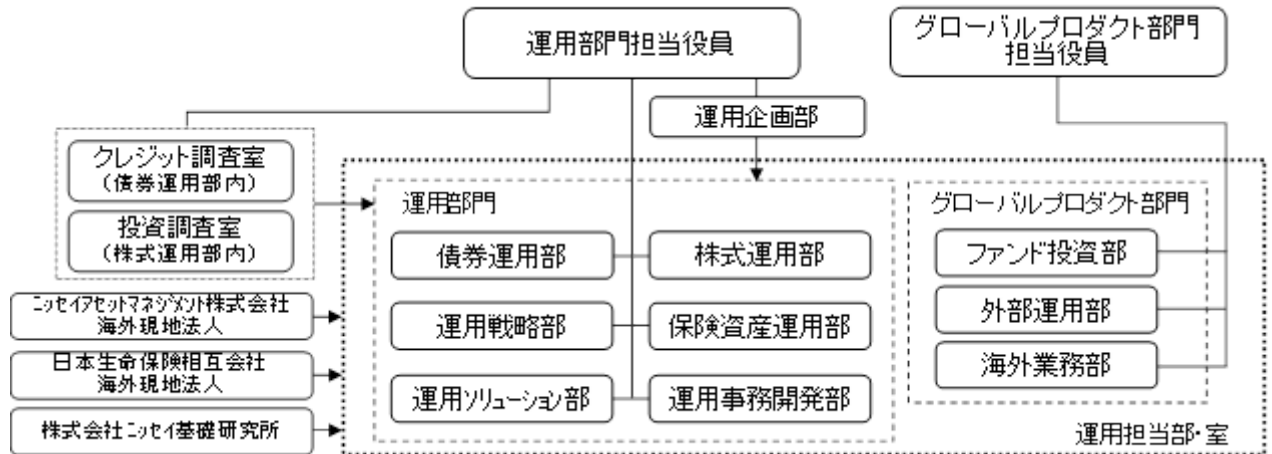 運用部門担当役員
グローバルプロダクト部門
担当役員
運用企画部
クレジット調査室
(債券運用部内)
投資調査室
(株式運用部内)
運用部門
債券運用部
株式運用部
運用戦略部
保険資産運用部
運用ソリューション部
運用事務開発部
グローバルプロダクト部門
ファンド投資部
外部運用部
海外業務部
ニッセイアセットマネジメント株式会社
海外現地法人
日本生命保険相互会社
海外現地法人
株式会社ニッセイ基礎研究所
運用担当部・室